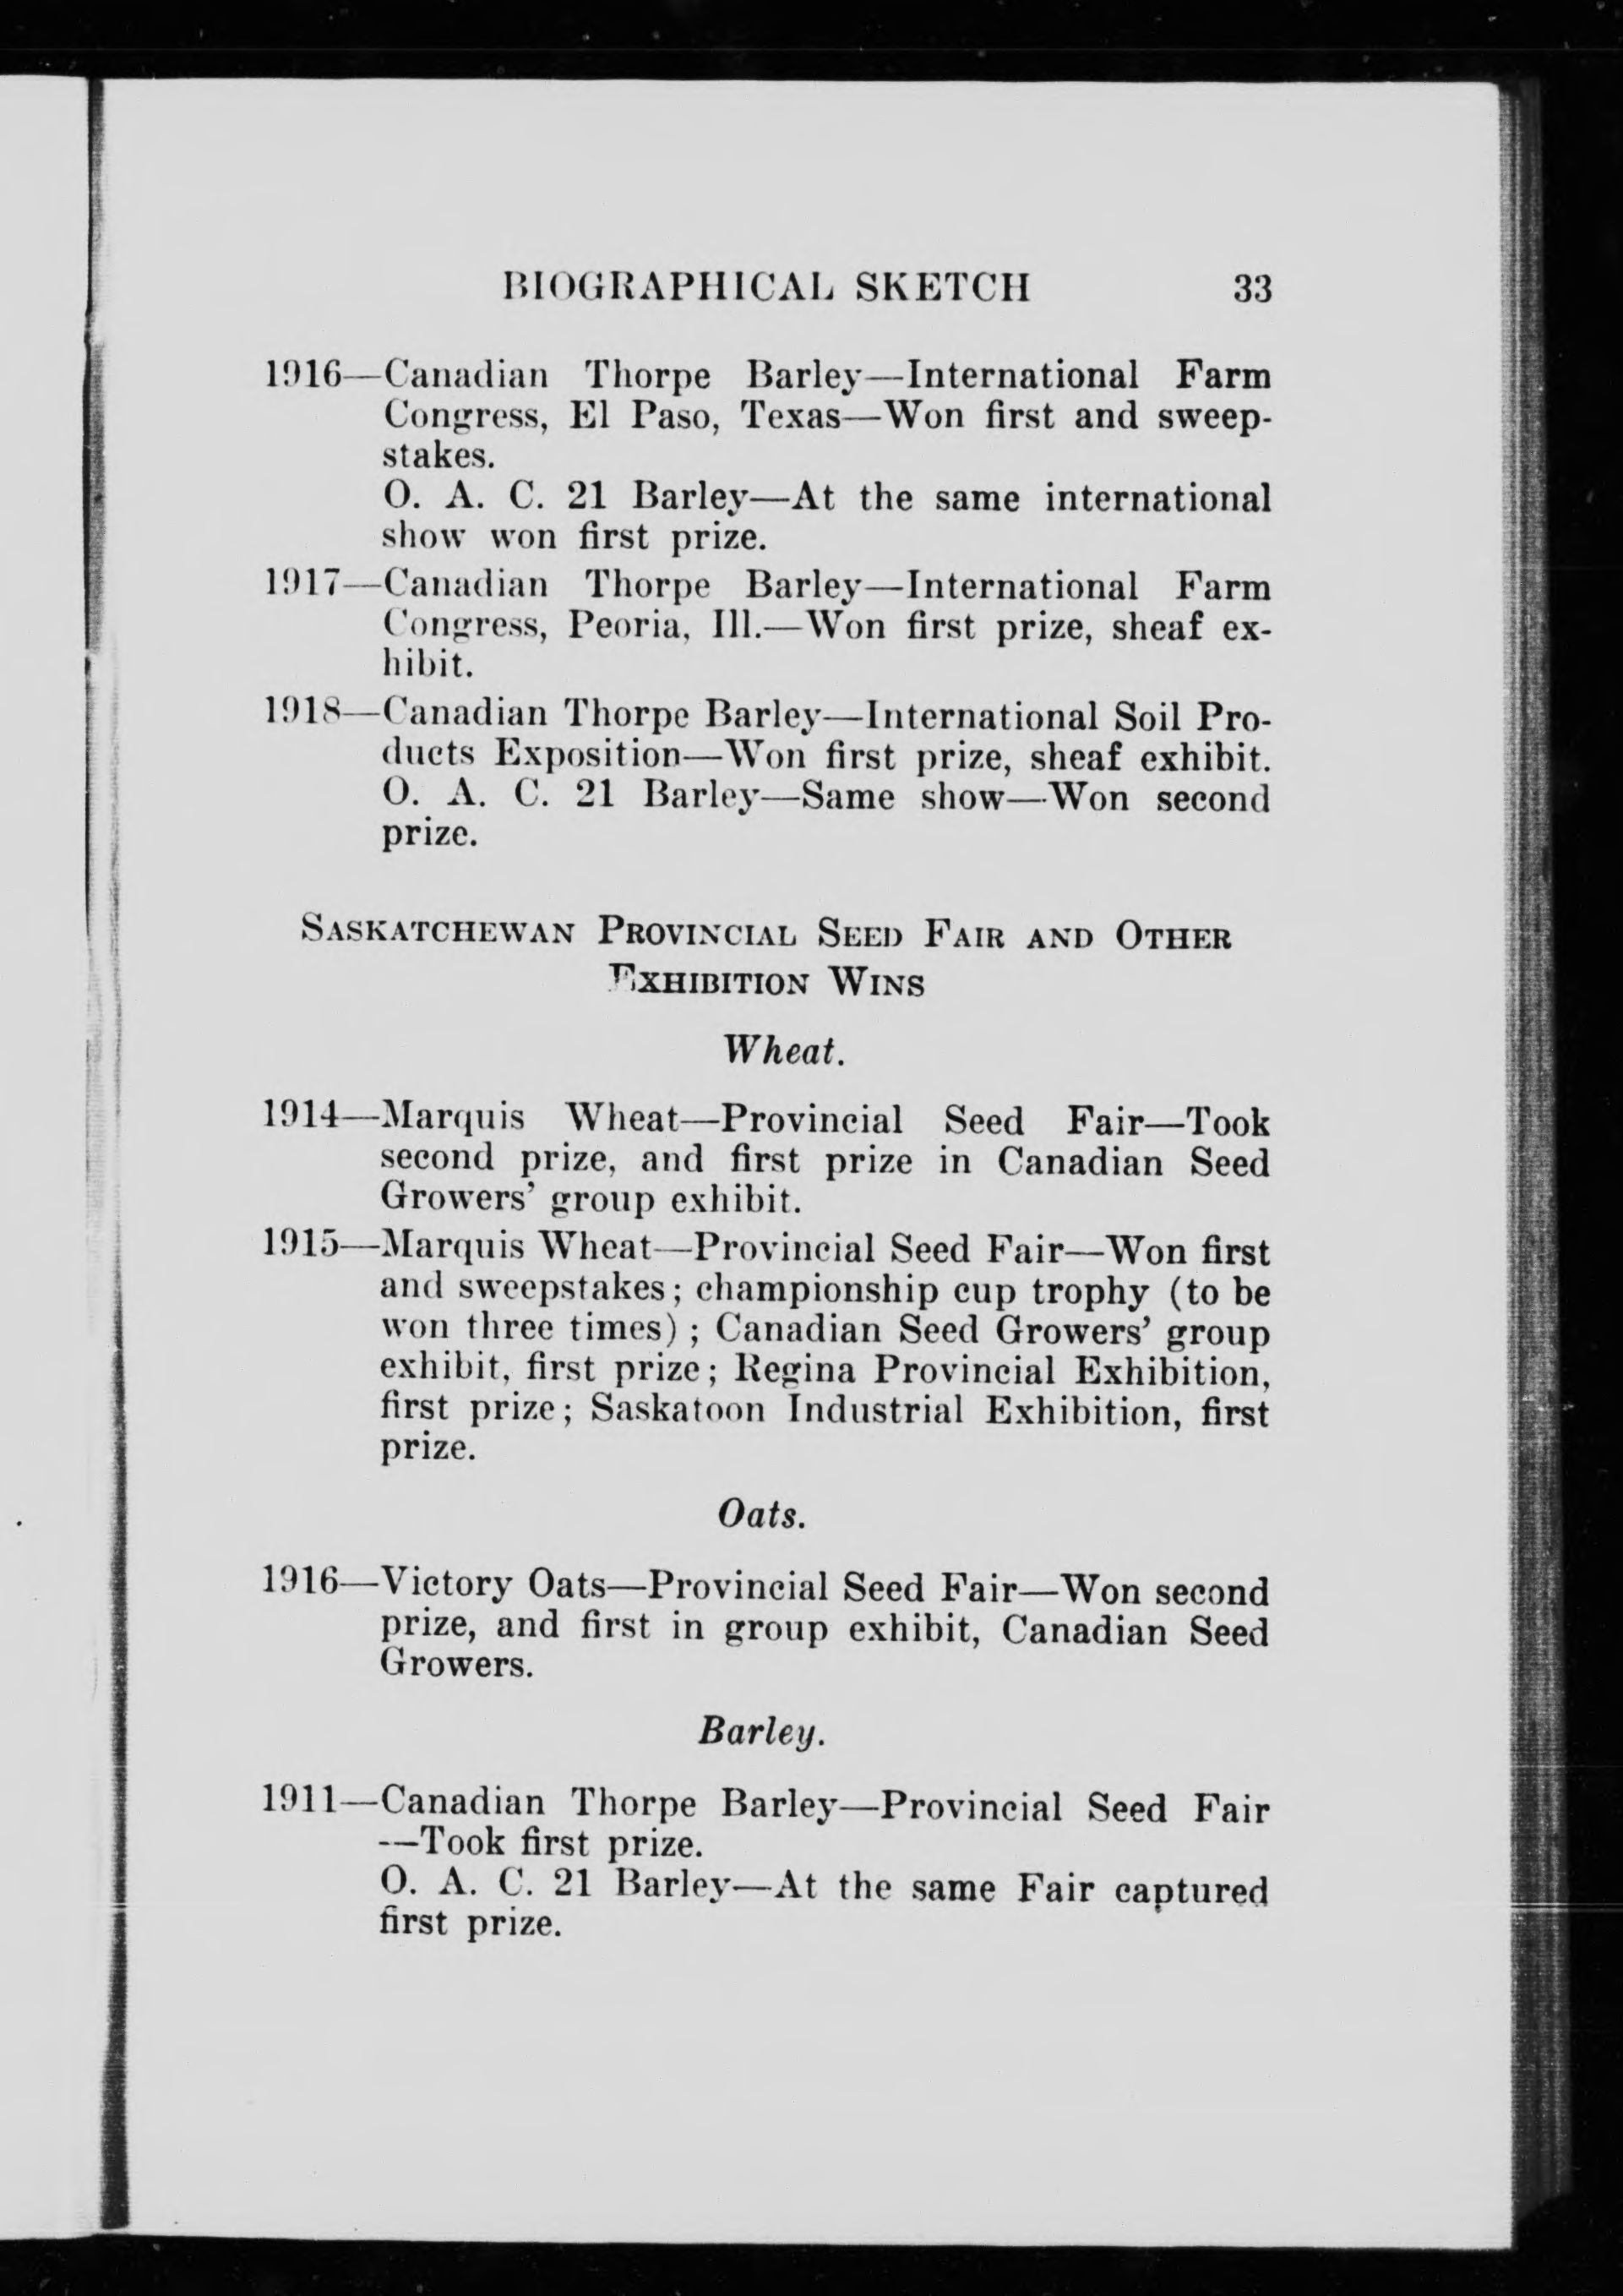 BIOGRAPHICAL SKETCH 33
1916—Canadian Thorpe Barley—International Farm
Congress, El Paso, Texas—Won first and sweep-
stakes.
O. A. C. 21 Barley—At the same international
show won first prize.
1917—Canadian Thorpe Barley—International Farm
Congress, Peoria, Ill.—Won first prize, sheaf ex-
hibit.
1918—Canadian Thorpe Barley—International Soil Pro-
ducts Exposition—Won first prize, sheaf exhibit.
O. A. C. 21 Barley—Same show—Won second
prize.
Saskatchewan Provincial Seed Fair and Other
Exhibition Wins
Wheat.
1914—Marquis Wheat—Provincial Seed Fair—Took
second prize, and first prize in Canadian Seed
Growers' group exhibit.
1915—Marquis Wheat—Provincial Seed Fair—Won first
and sweepstakes; championship cup trophy (to be
won three times); Canadian Seed Growers' group
exhibit, first prize; Regina Provincial Exhibition,
first prize; Saskatoon Industrial Exhibition, first
prize.
Oats.
1916—Victory Oats—Provincial Seed Fair—Won second
prize, and first in group exhibit, Canadian Seed
Growers.
Barley.
1911—Canadian Thorpe Barley—Provincial Seed Fair
—Took first prize.
O. A. C. 21 Barley—At the same Fair captured
first prize.